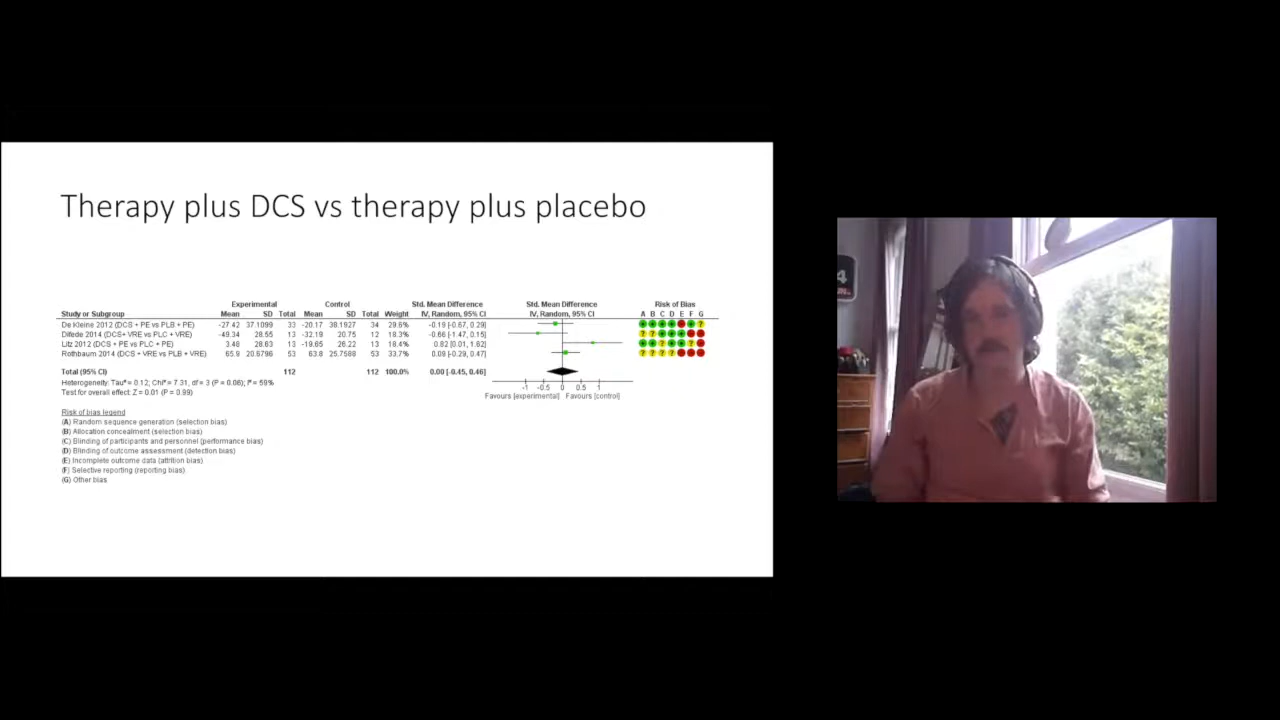 Therapy plus DCS vs therapy plus placebo
Experimental Control Std. Mean Difference Std. Mean Difference Risk of Bias
Study or Subgroup Mean SD Total Mean SD Total Weight IV, Random, 95% CI IV, Random, 95% CI A B C D E F G
De Kleine 2012 (DCS + PE vs PLB + PE) -27.42 37.1099 33 -20.17 38.1927 34 29.6% -0.19 [-0.67, 0.29] + + + + ?
Difede 2014 (DCS+ VRE vs PLC + VRE) -49.34 28.55 13 -32.19 20.75 12 18.3% -0.66 [-1.47, 0.15] ? ?
Litz 2012 (DCS + PE vs PLC + PE) 3.48 28.63 13 -19.65 26.22 13 18.4% 0.82 [0.01, 1.62]
Rothbaum 2014 (DCS + VRE vs PLB + VRE) 65.9 20.6796 53 63.8 25.7588 53 33.7% 0.09 [-0.29, 0.47] ? ? ? ?
Total (95% CI) 112 112 100.0% 0.00 [-0.45, 0.46]
Heterogeneity: Tau² = 0.12; Chi² = 7.31, df = 3 (P = 0.06); I² = 59%
Test for overall effect: Z = 0.01 (P = 0.99)
-1 -0.5 0 0.5 1
Favours [experimental] Favours [control]
Risk of bias legend
(A) Random sequence generation (selection bias)
(B) Allocation concealment (selection bias)
(C) Blinding of participants and personnel (performance bias)
(D) Blinding of outcome assessment (detection bias)
(E) Incomplete outcome data (attrition bias)
(F) Selective reporting (reporting bias)
(G) Other bias
4